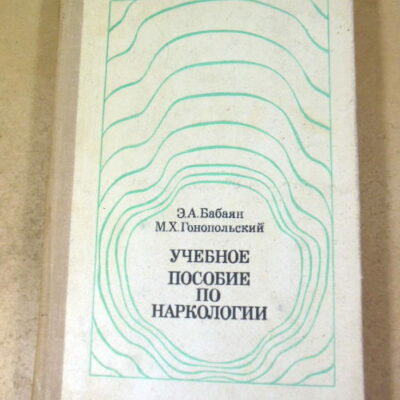 Э.А.Бабаян
М.Х.Гонопольский
УЧЕБНОЕ
ПОСОБИЕ
ПО
НАРКОЛОГИИ